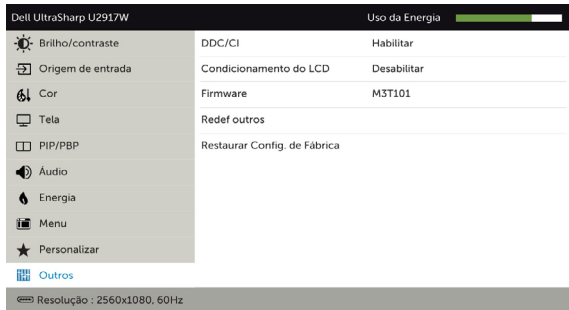 Dell UltraSharp U2917W Uso da Energia
Brilho/contraste DDC/CI Habilitar
Origem de entrada Condicionamento do LCD Desabilitar
Cor Firmware M3T101
Tela Redef outros
PIP/PBP Restaurar Config. de Fábrica
Áudio
Energia
Menu
Personalizar
Outros
Resolução : 2560x1080, 60Hz